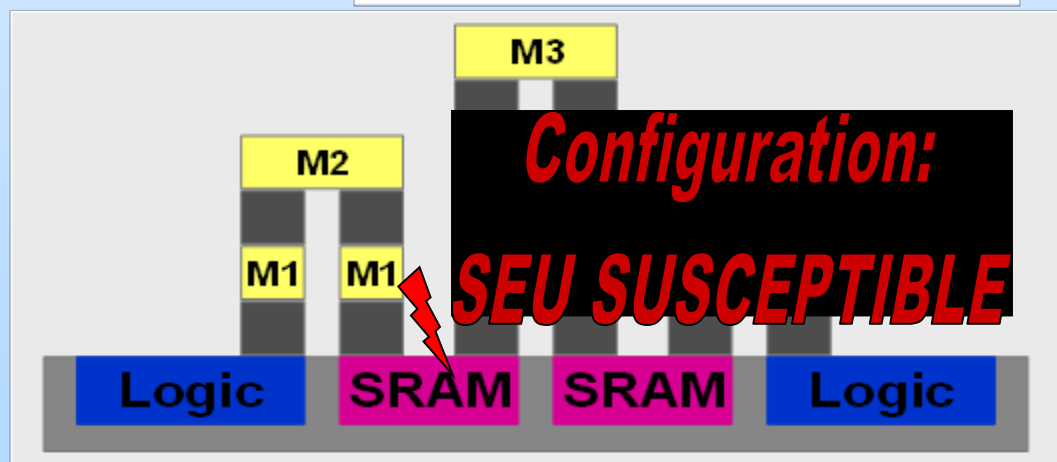 M3
Configuration:
M2
SEU SUSCEPTIBLE
M1 M1
Logic SRAM SRAM Logic